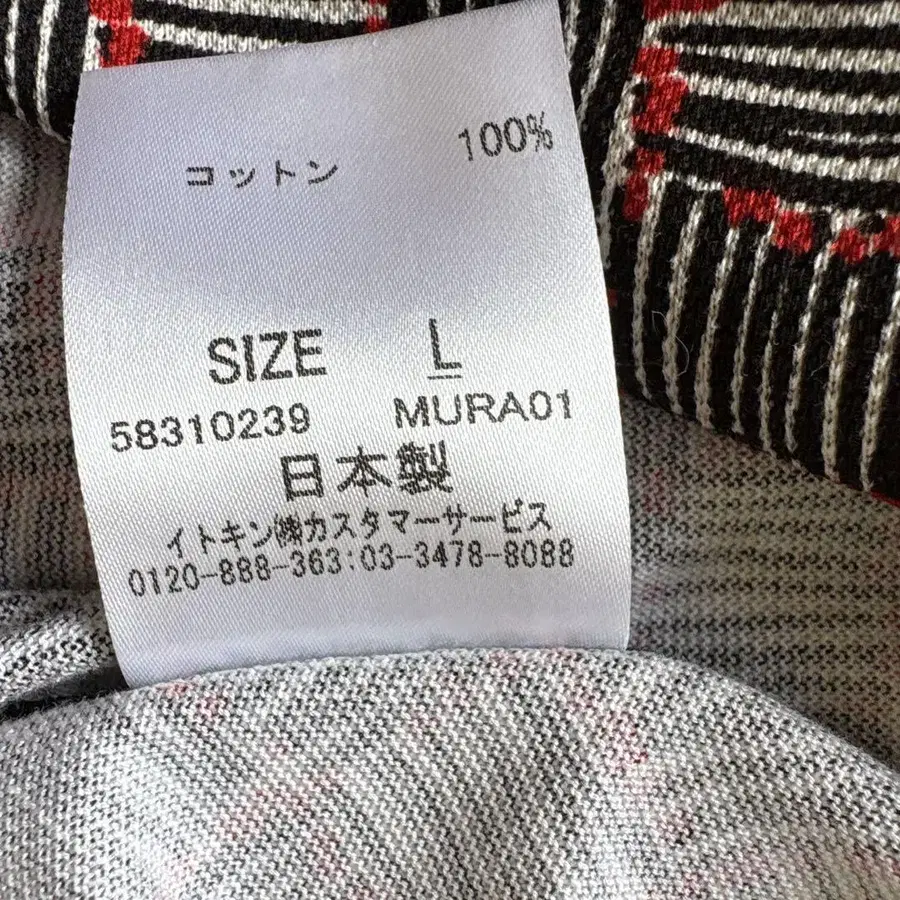 コットン 100%
SIZE L
58310239 MURA01
日本製
イトキン㈱カスタマーサービス
0120-888-363:03-3478-8088